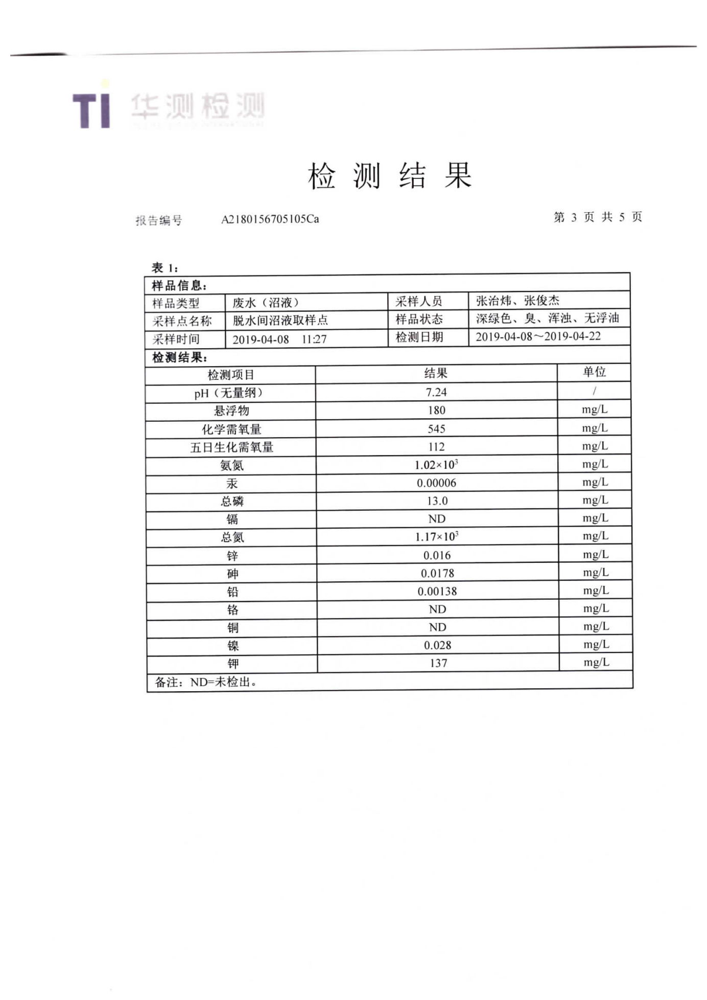 TI 华测检测
检测结果
报告编号 A2180156705105Ca 第 3 页 共 5 页
表 1：
样品信息：
样品类型 废水（沼液） 采样人员 张治炜、张俊杰
采样点名称 脱水间沼液取样点 样品状态 深绿色、臭、浑浊、无浮油
采样时间 2019-04-08 11:27 检测日期 2019-04-08～2019-04-22
检测结果：
检测项目 结果 单位
pH（无量纲） 7.24 /
悬浮物 180 mg/L
化学需氧量 545 mg/L
五日生化需氧量 112 mg/L
氨氮 1.02×10³ mg/L
汞 0.00006 mg/L
总磷 13.0 mg/L
镉 ND mg/L
总氮 1.17×10³ mg/L
锌 0.016 mg/L
砷 0.0178 mg/L
铅 0.00138 mg/L
铬 ND mg/L
铜 ND mg/L
镍 0.028 mg/L
钾 137 mg/L
备注：ND=未检出。